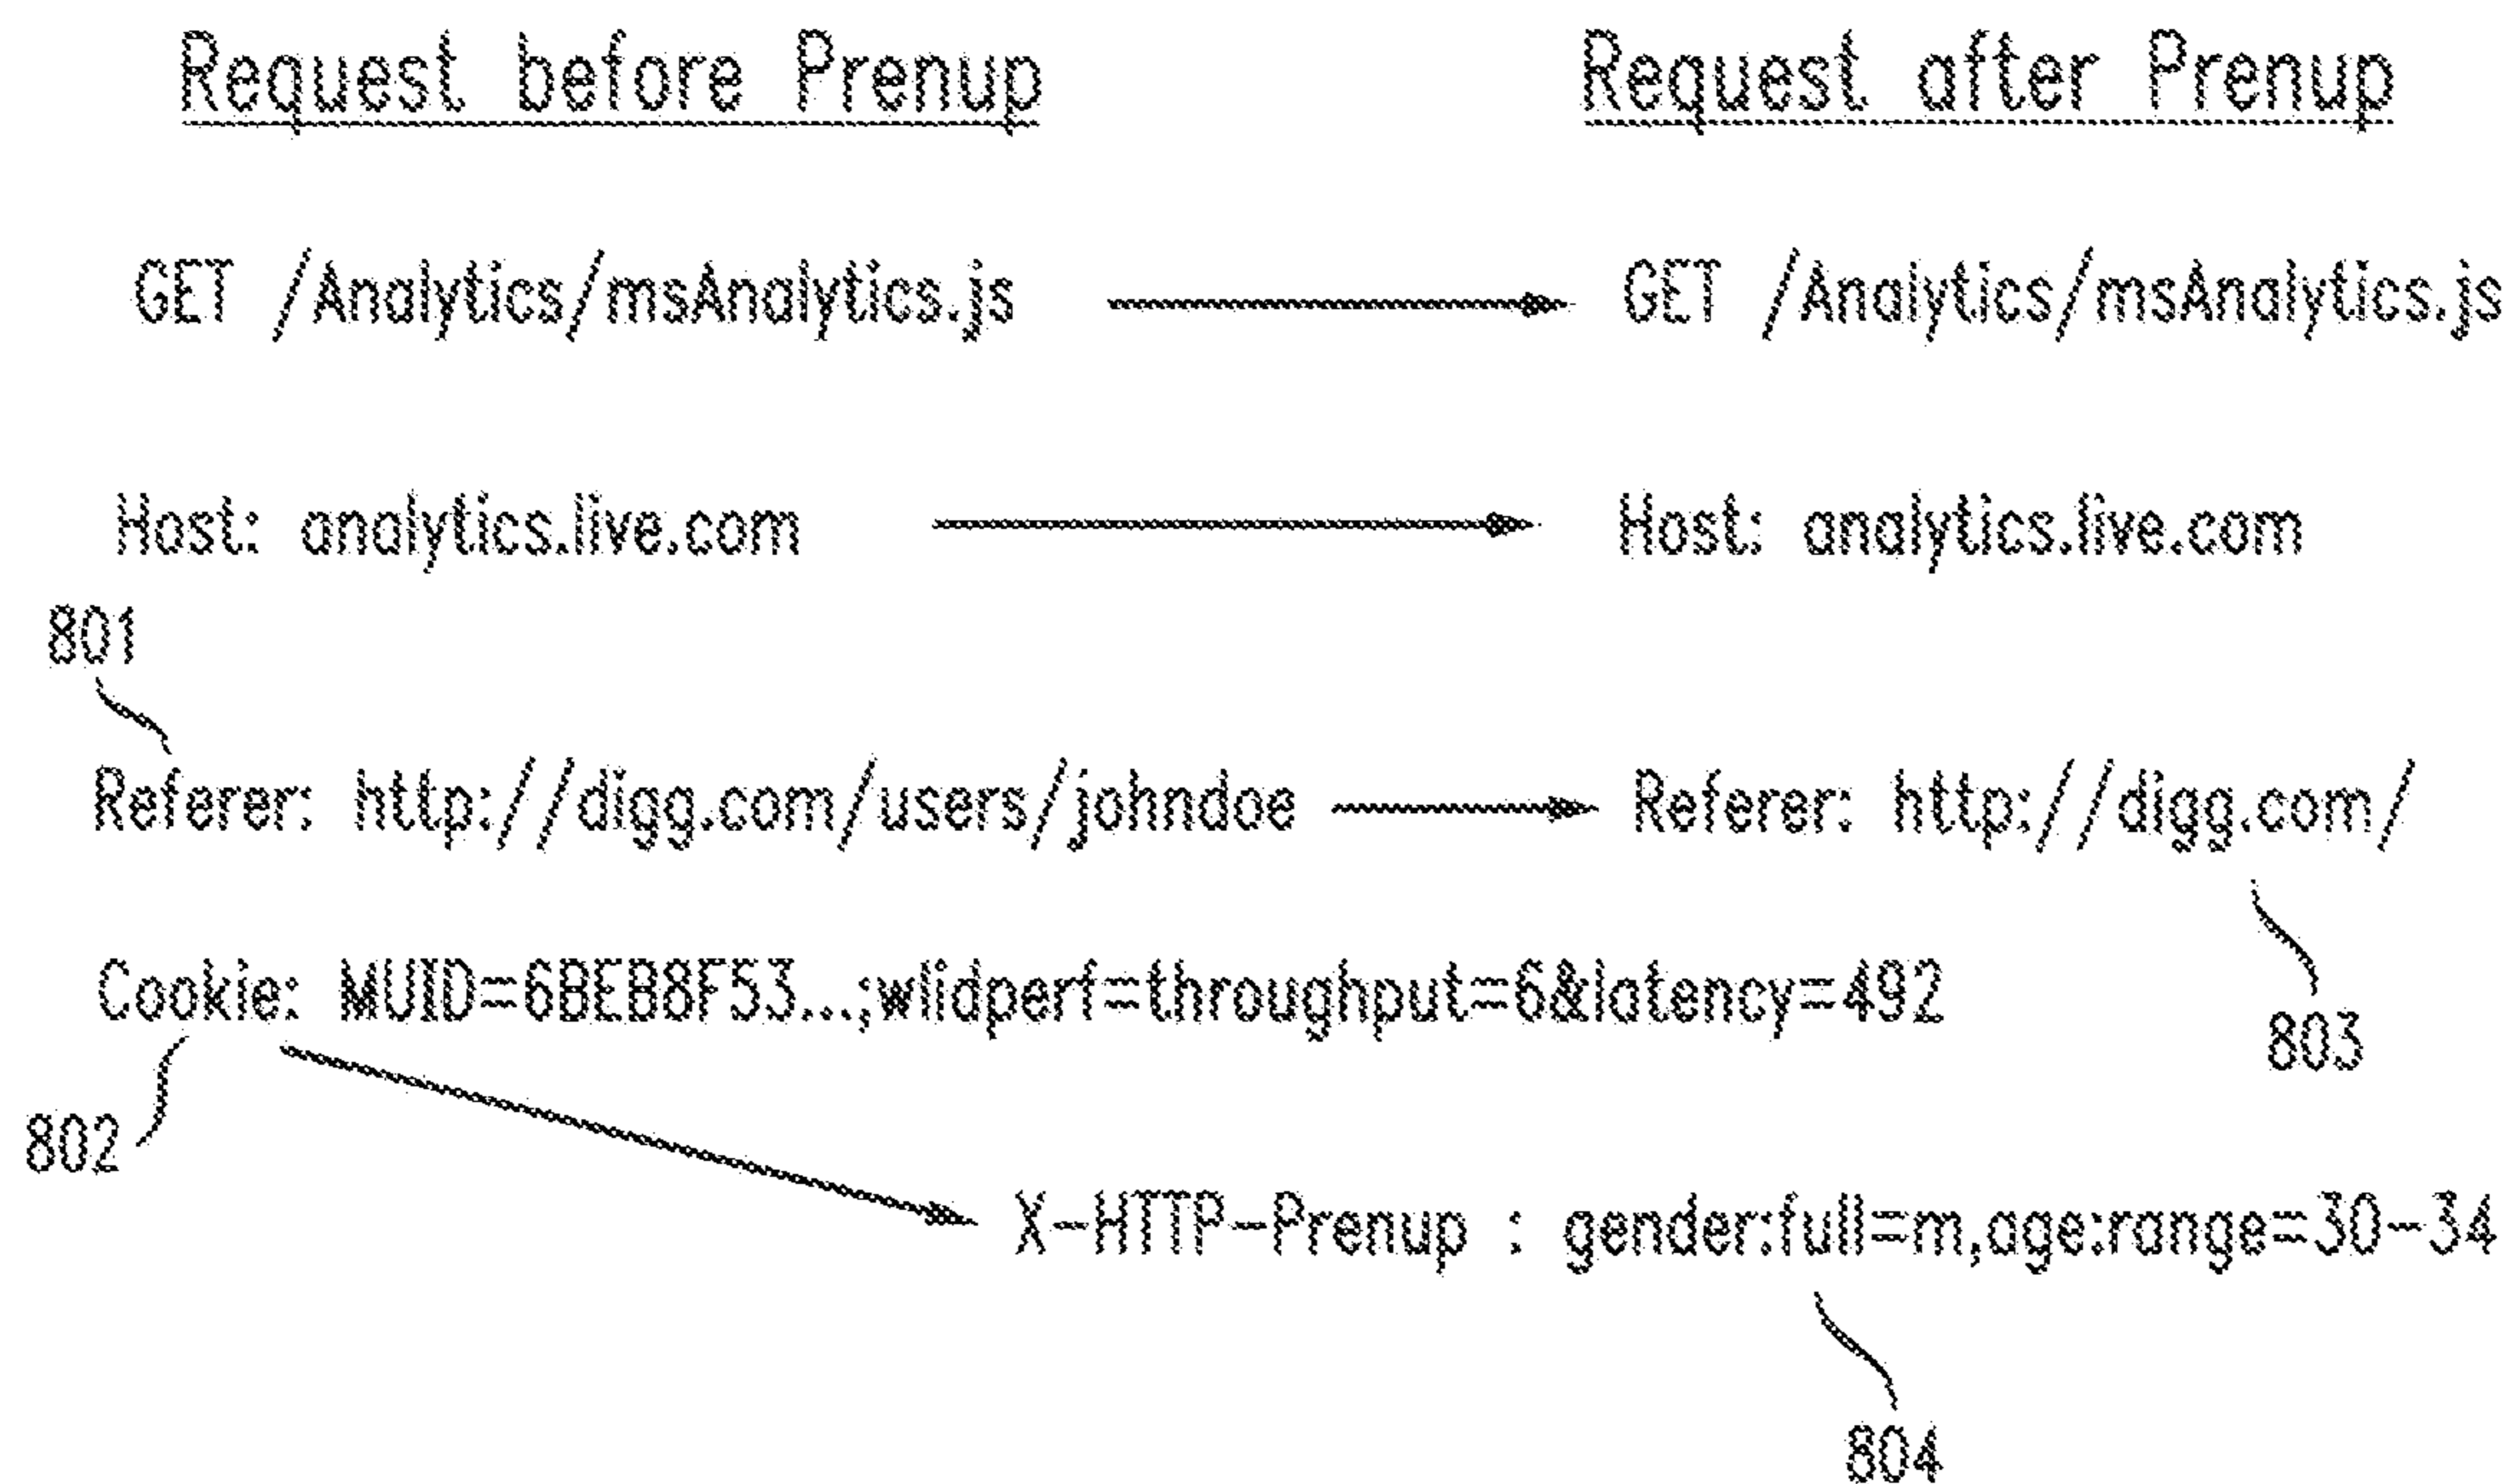 Request before Prenup Request after Prenup
GET /Analytics/msAnalytics.js GET /Analytics/msAnalytics.js
Host: analytics.live.com Host: analytics.live.com
801
Referer: http://digg.com/users/johndoe Referer: http://digg.com/
Cookie: MUID=6BEB8F53...;wlidperf=throughput=6&latency=492
803
802
X-HTTP-Prenup : gender:full=m,age:range=30-34
804